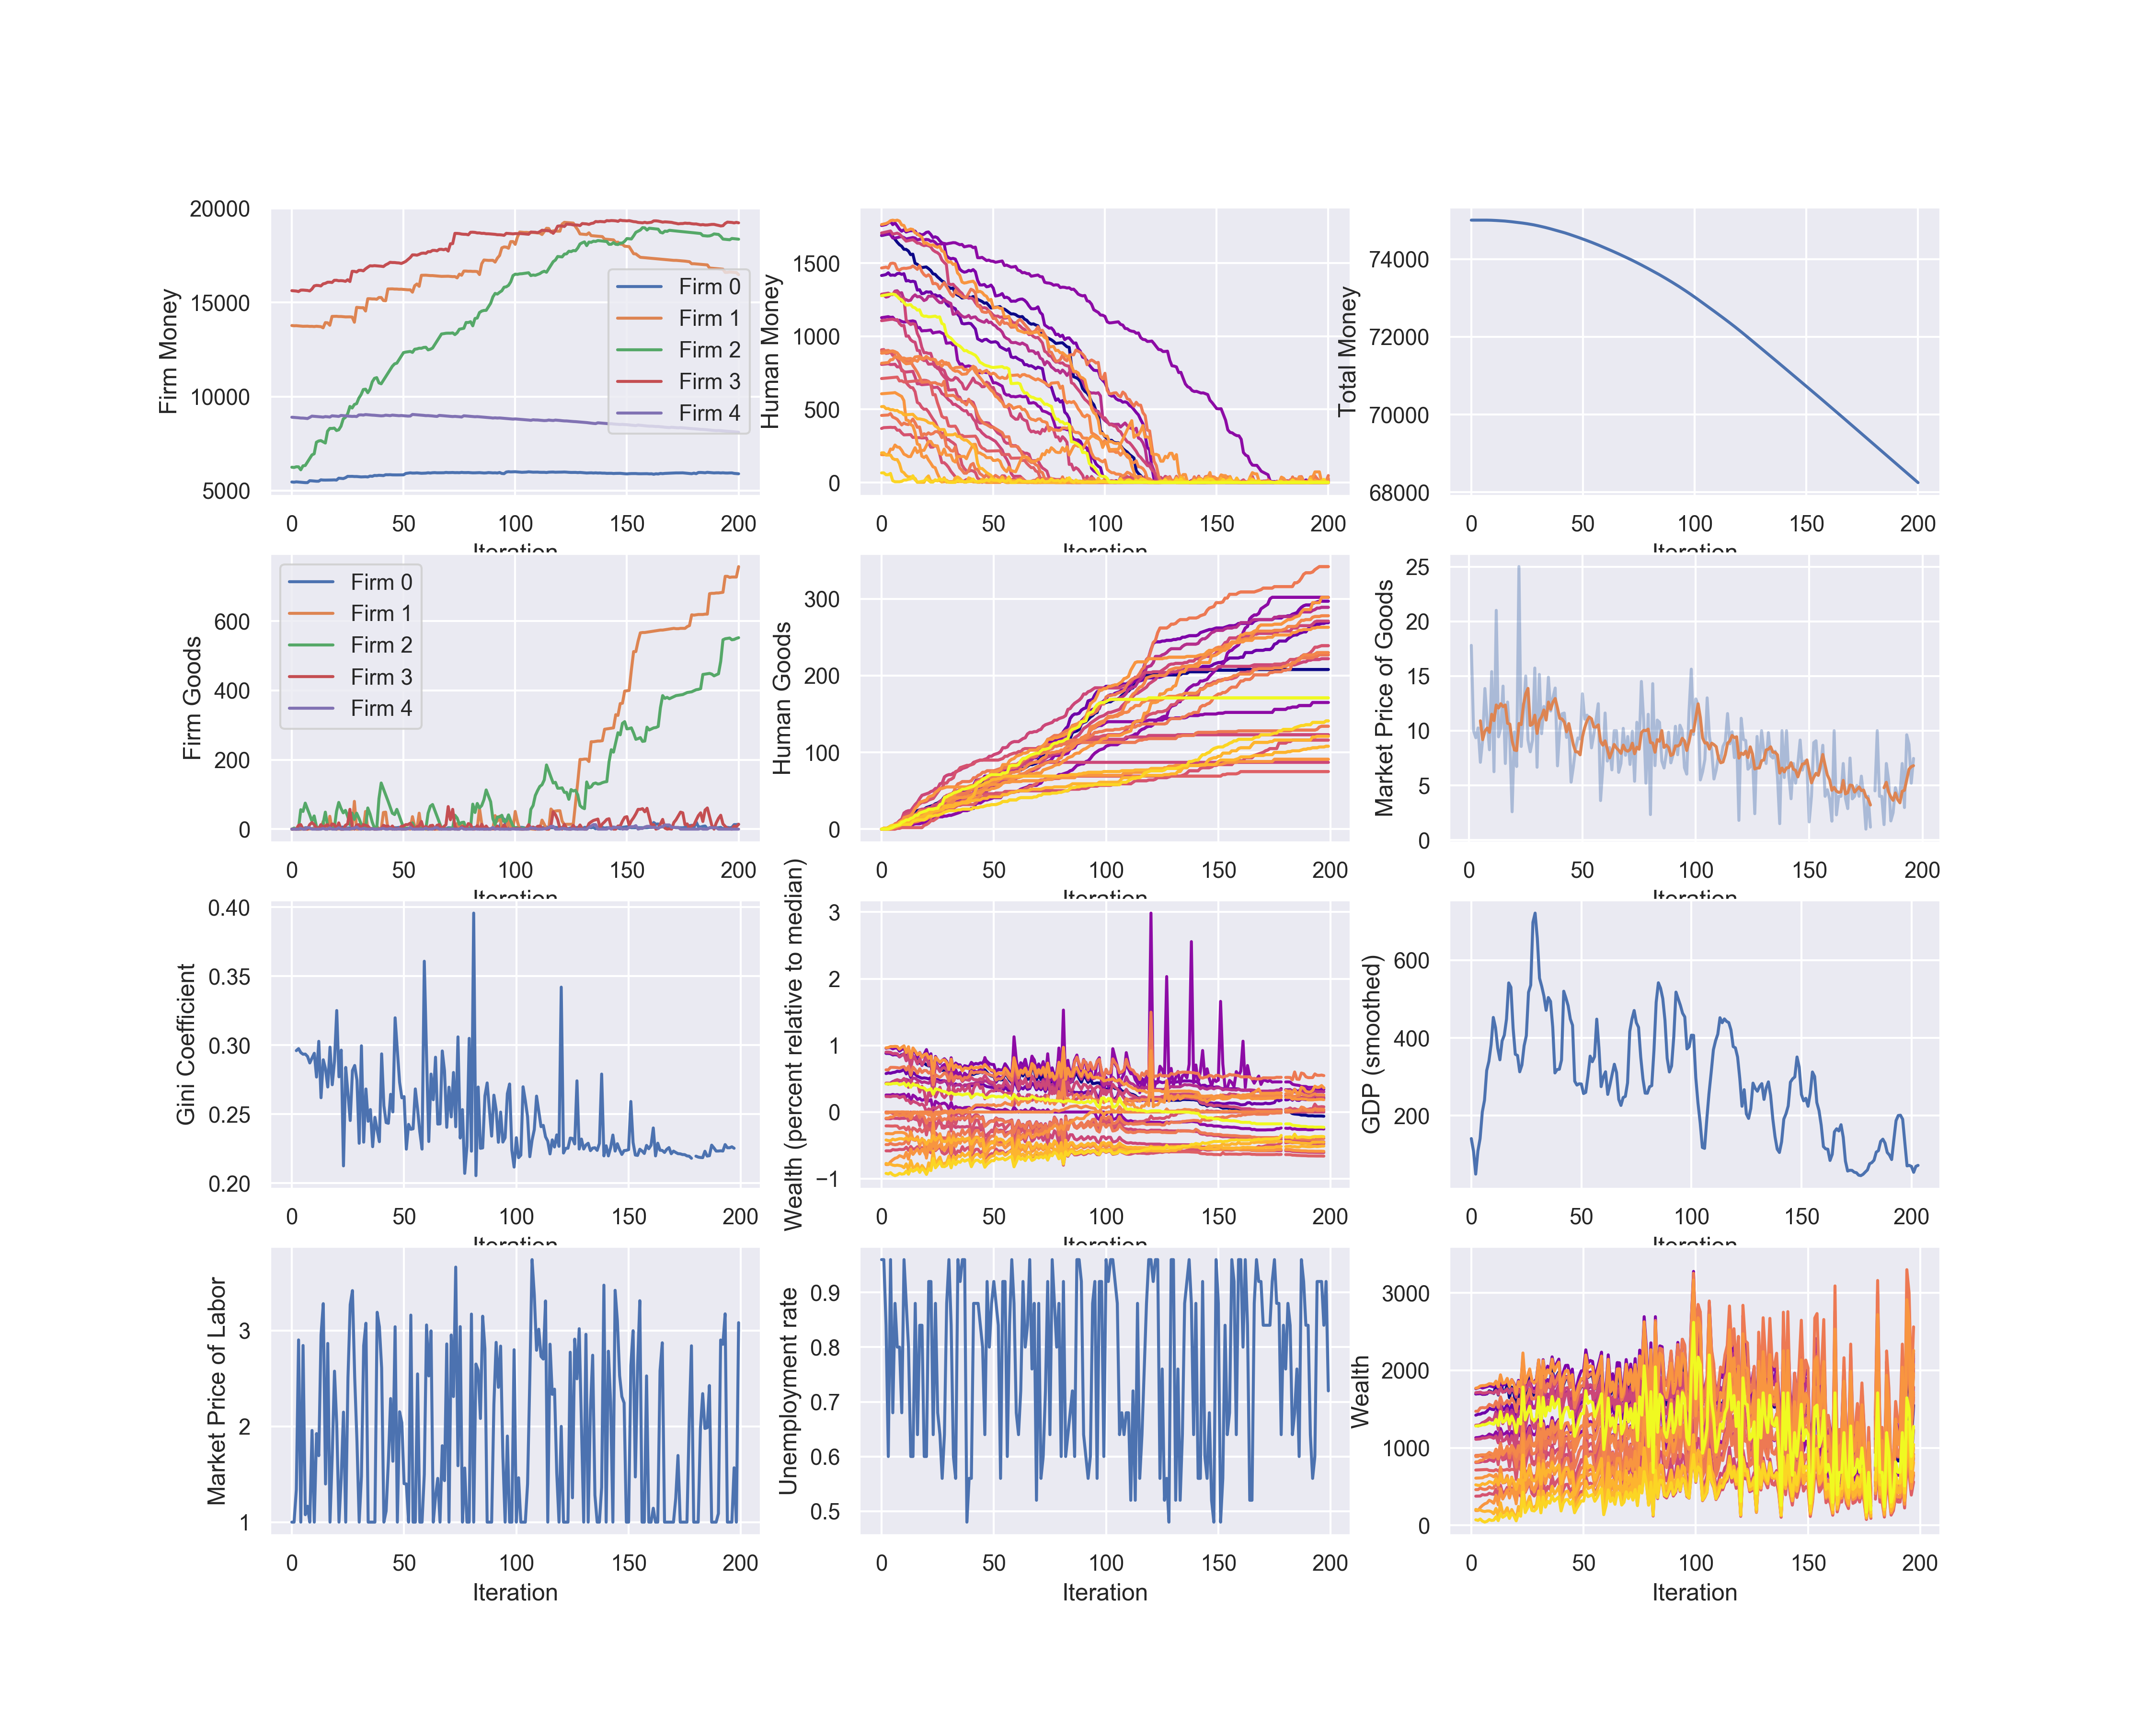 20000
15000
10000
5000
Firm Money
0 50 100 150 200
Iteration
Firm 0
Firm 1
Firm 2
Firm 3
Firm 4
1500
1000
500
0
Human Money
0 50 100 150 200
Iteration
74000
72000
70000
68000
Total Money
0 50 100 150 200
Iteration
600
400
200
0
Firm Goods
Firm 0
Firm 1
Firm 2
Firm 3
Firm 4
0 50 100 150 200
Iteration
300
200
100
0
Human Goods
0 50 100 150 200
Iteration
25
20
15
10
5
0
Market Price of Goods
0 50 100 150 200
Iteration
0.40
0.35
0.30
0.25
0.20
Gini Coefficient
0 50 100 150 200
Iteration
3
2
1
0
−1
Wealth (percent relative to median)
0 50 100 150 200
Iteration
600
400
200
GDP (smoothed)
0 50 100 150 200
Iteration
3
2
1
Market Price of Labor
0 50 100 150 200
Iteration
0.9
0.8
0.7
0.6
0.5
Unemployment rate
0 50 100 150 200
Iteration
3000
2000
1000
0
Wealth
0 50 100 150 200
Iteration